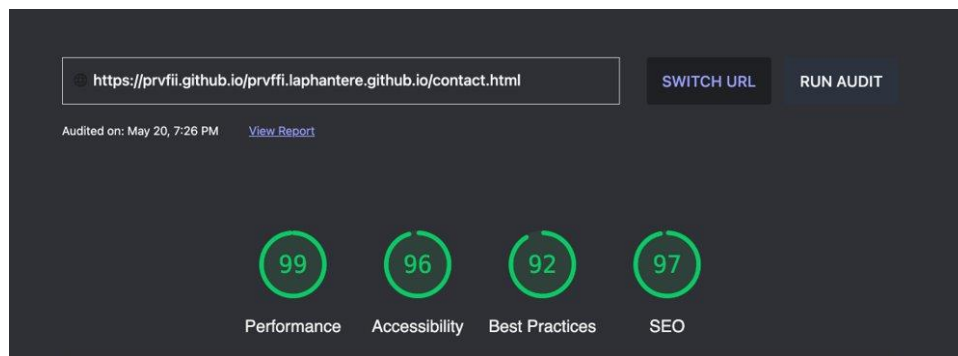 https://prvfii.github.io/prvffi.laphantere.github.io/contact.html
SWITCH URL
RUN AUDIT
Audited on: May 20, 7:26 PM
View Report
99
96
92
97
Performance
Accessibility
Best Practices
SEO